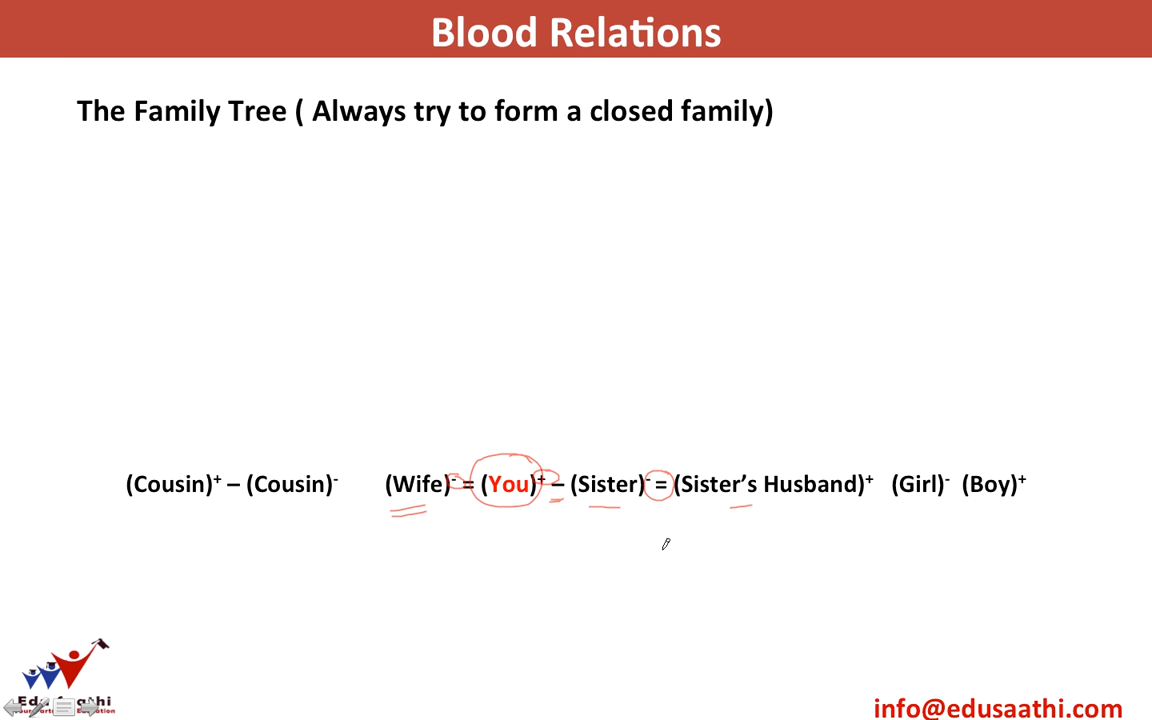 Blood Relations
The Family Tree ( Always try to form a closed family)
(Cousin)⁺ – (Cousin)⁻ (Wife)⁻ = (You)⁺ – (Sister)⁻ = (Sister’s Husband)⁺ (Girl)⁻ (Boy)⁺
info@edusaathi.com